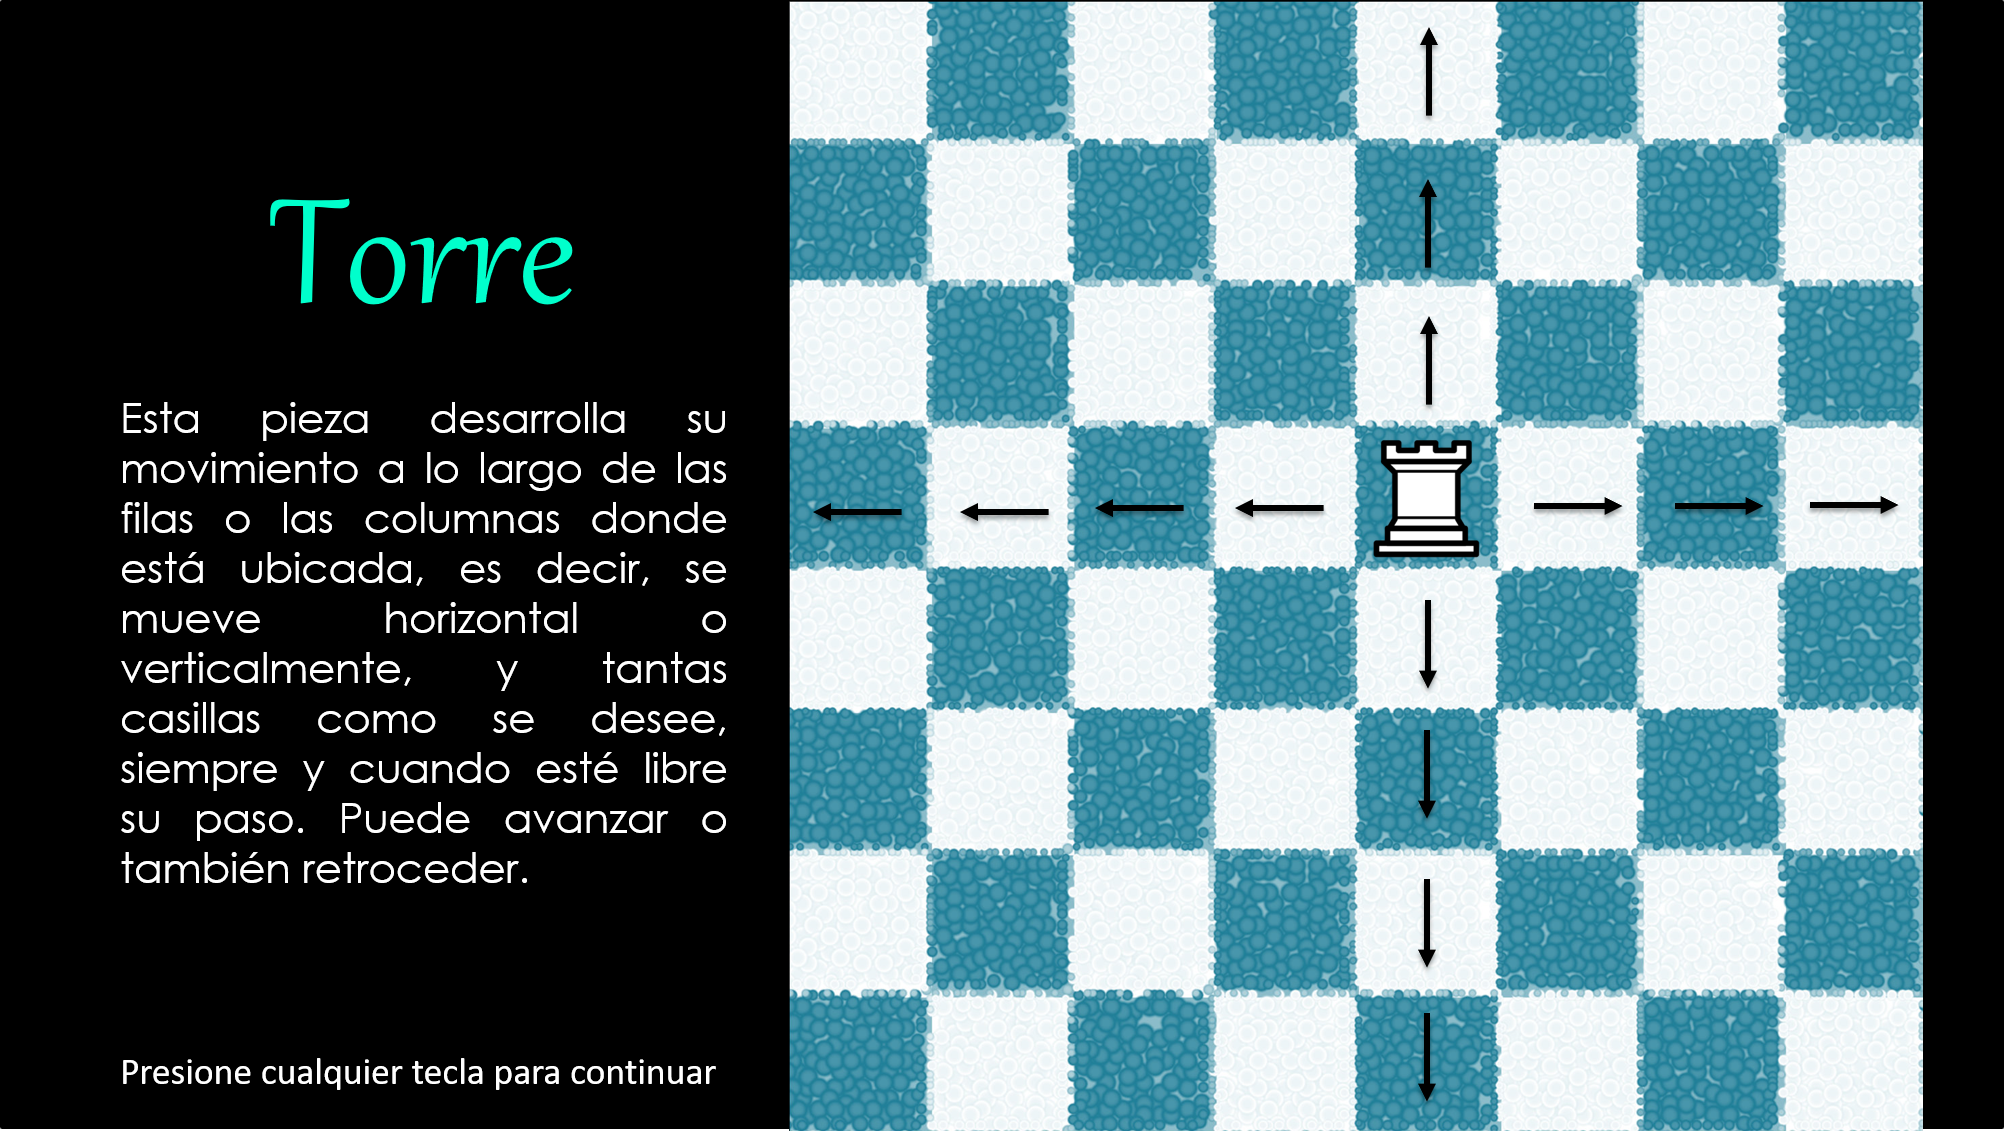 Torre
Esta pieza desarrolla su
movimiento a lo largo de las
filas o las columnas donde
está ubicada, es decir, se
mueve horizontal o
verticalmente, y tantas
casillas como se desee,
siempre y cuando esté libre
su paso. Puede avanzar o
también retroceder.
Presione cualquier tecla para continuar